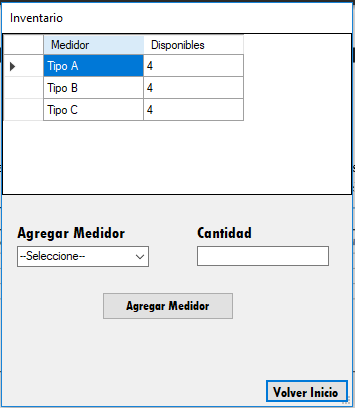 Inventario
Medidor Disponibles
Tipo A 4
Tipo B 4
Tipo C 4
Agregar Medidor Cantidad
--Seleccione--
Agregar Medidor
Volver Inicio